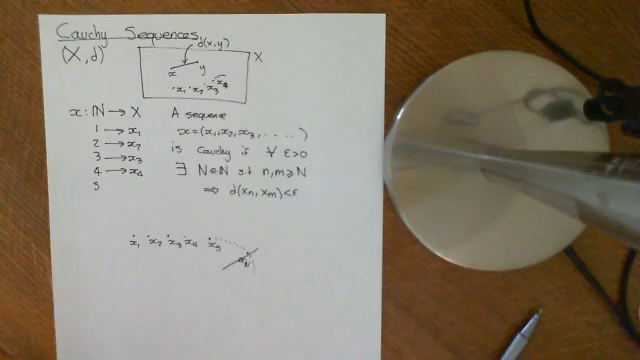 Cauchy Sequences
(X,d)
d(x,y)
X
x y
x₁ x₂ x₃ x₄
x: ℕ → X
1 → x₁
2 → x₂
3 → x₃
4 → x₄
5
A sequence
x=(x₁,x₂,x₃,.....)
is Cauchy if ∀ ε>0
∃ N∈ℕ s.t n,m≥N
⟹ d(xₙ,xₘ)<ε
x₁ x₂ x₃ x₄ x₅